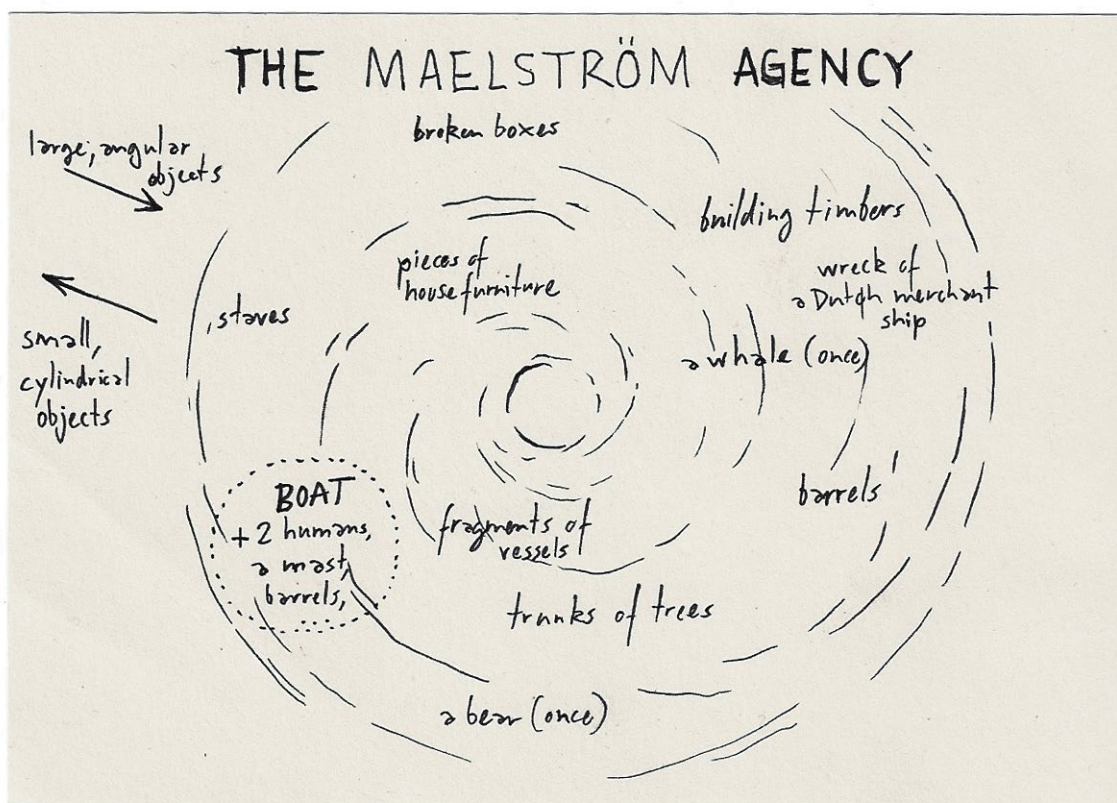 THE MAELSTRÖM AGENCY
broken boxes
large, angular
objects
building timbers
pieces of
house furniture
wreck of
a Dutch merchant
ship
staves
small,
cylindrical
objects
a whale (once)
barrels
BOAT
+ 2 humans,
a mast,
barrels,
fragments of
vessels
trunks of trees
a bear (once)